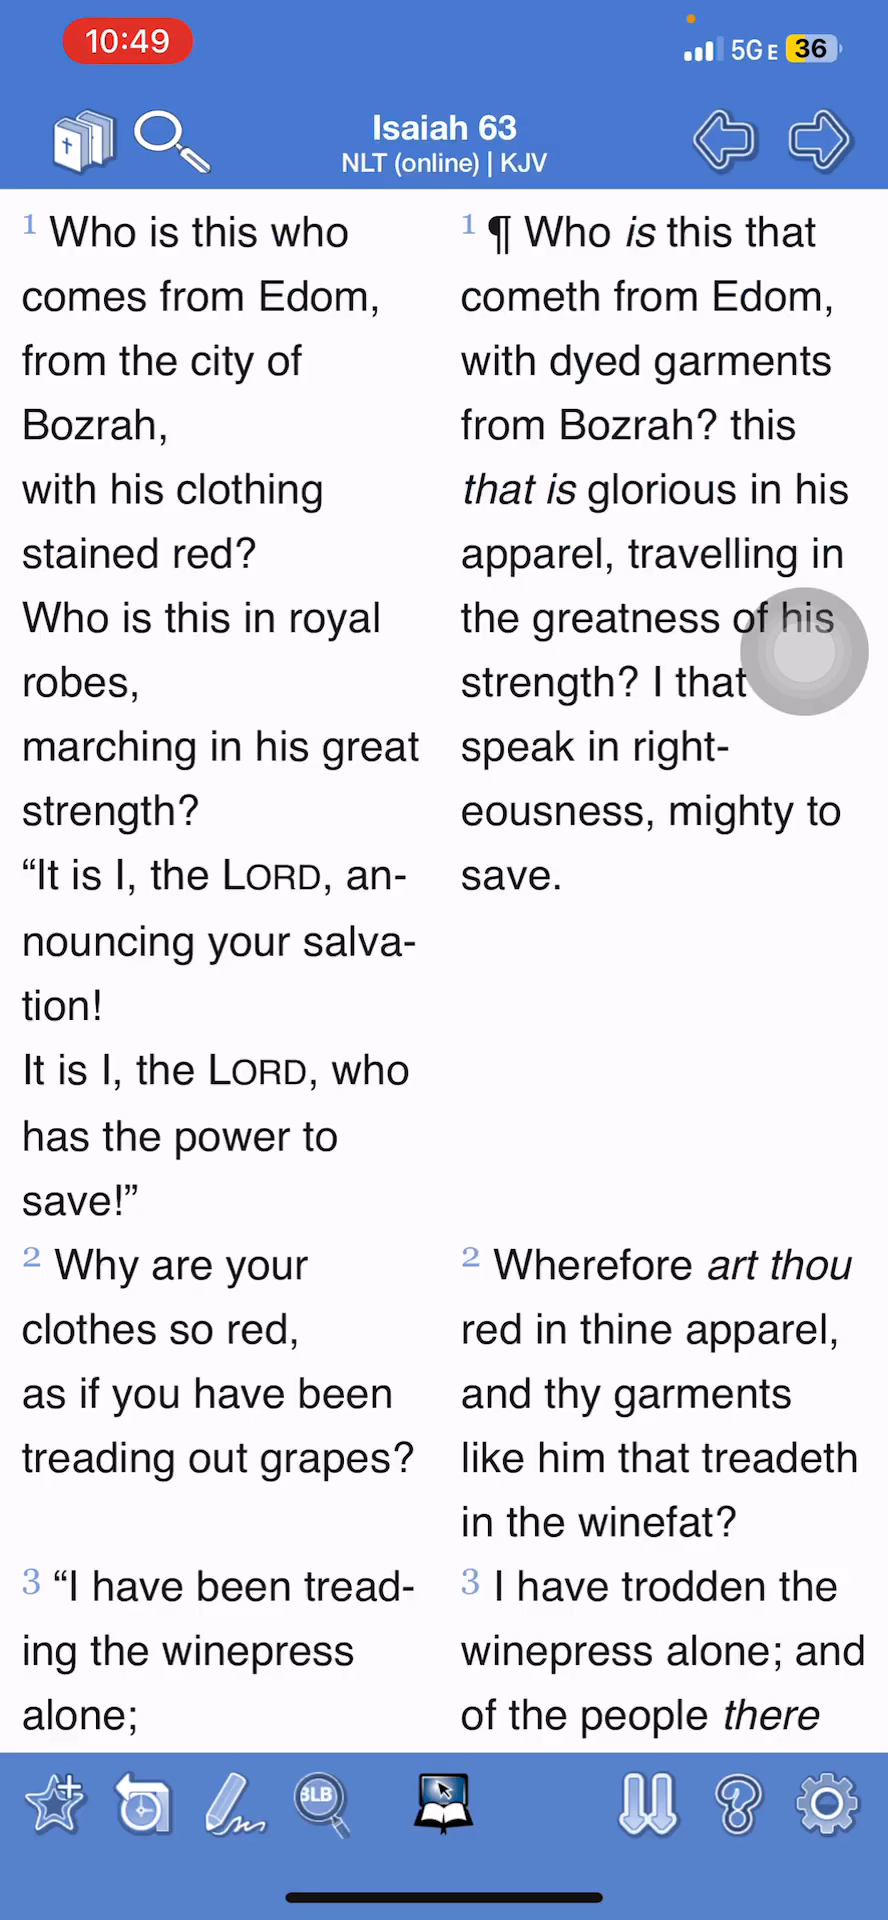 10:49
5GE 36
Isaiah 63
NLT (online) | KJV
1 Who is this who
comes from Edom,
from the city of
Bozrah,
with his clothing
stained red?
Who is this in royal
robes,
marching in his great
strength?
“It is I, the LORD, an-
nouncing your salva-
tion!
It is I, the LORD, who
has the power to
save!”
2 Why are your
clothes so red,
as if you have been
treading out grapes?
3 “I have been tread-
ing the winepress
alone;
1 ¶ Who is this that
cometh from Edom,
with dyed garments
from Bozrah? this
that is glorious in his
apparel, travelling in
the greatness of his
strength? I that
speak in right-
eousness, mighty to
save.
2 Wherefore art thou
red in thine apparel,
and thy garments
like him that treadeth
in the winefat?
3 I have trodden the
winepress alone; and
of the people there
BLB